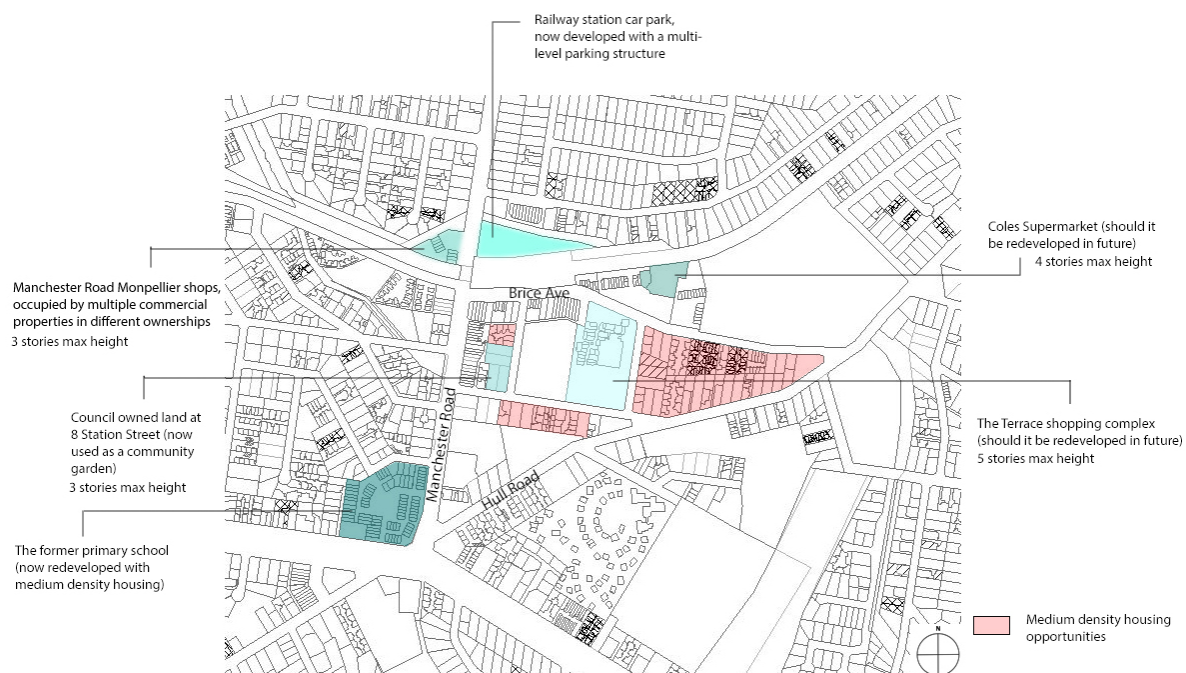 Railway station car park,
now developed with a multi-
level parking structure
Coles Supermarket (should it
be redeveloped in future)
4 stories max height
Manchester Road Monpellier shops,
occupied by multiple commercial
properties in different ownerships
3 stories max height
Brice Ave
Council owned land at
8 Station Street (now
used as a community
garden)
3 stories max height
Manchester Road
Hull Road
The Terrace shopping complex
(should it be redeveloped in future)
5 stories max height
The former primary school
(now redeveloped with
medium density housing)
Medium density housing
opportunities
N